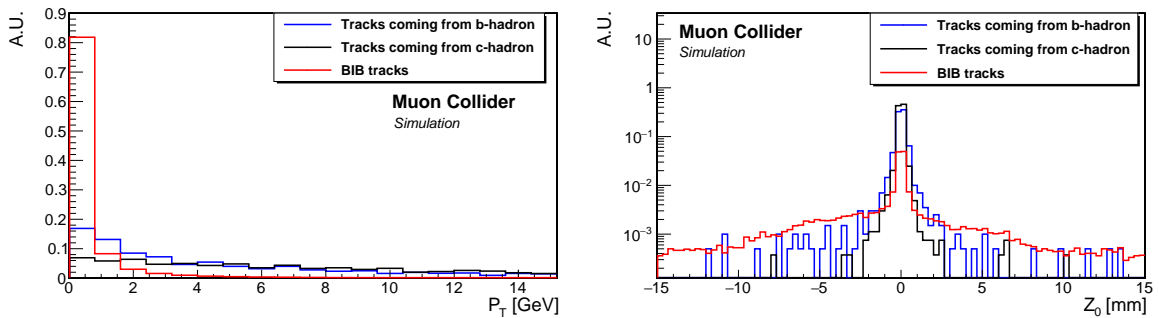 A.U.
0.9
0.8
0.7
0.6
0.5
0.4
0.3
0.2
0.1
0
Tracks coming from b-hadron
Tracks coming from c-hadron
BIB tracks
Muon Collider
Simulation
0 2 4 6 8 10 12 14
P_T [GeV]
A.U.
10
1
10⁻¹
10⁻²
10⁻³
Muon Collider
Simulation
Tracks coming from b-hadron
Tracks coming from c-hadron
BIB tracks
−15 −10 −5 0 5 10 15
Z₀ [mm]